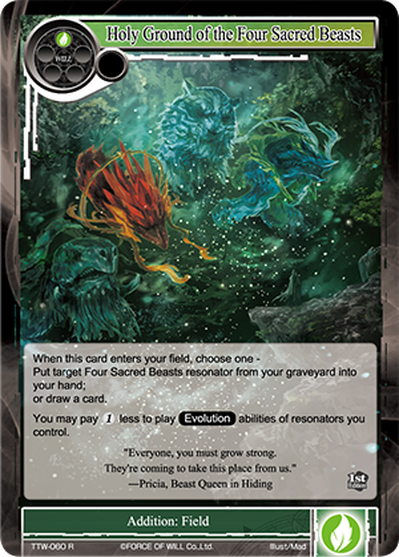 Holy Ground of the Four Sacred Beasts
WILL
When this card enters your field, choose one -
Put target Four Sacred Beasts resonator from your graveyard into
your hand;
or draw a card.
You may pay 1 less to play Evolution abilities of resonators you
control.
"Everyone, you must grow strong.
They're coming to take this place from us."
—Pricia, Beast Queen in Hiding
1st
Edition
Addition: Field
TTW-060 R ©FORCE OF WILL Co.Ltd. Illust/Mad